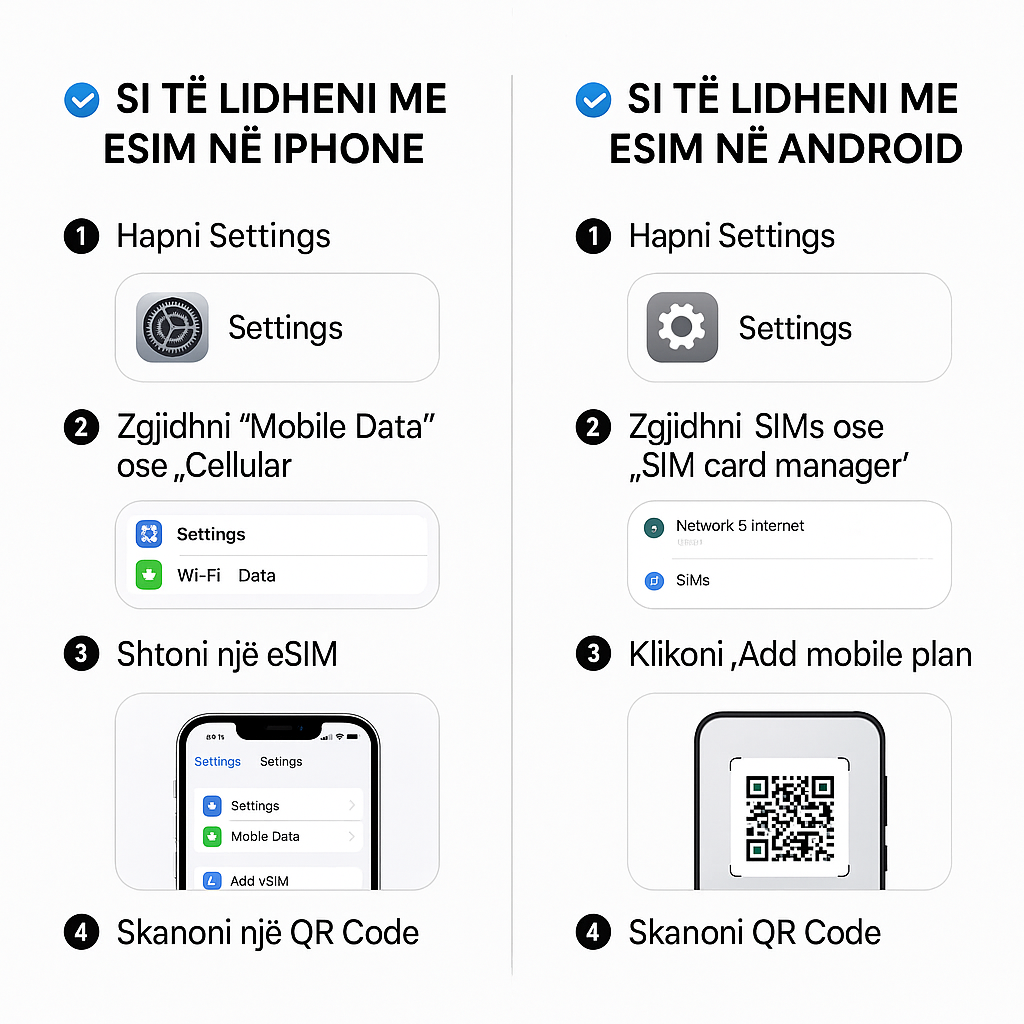 SI TË LIDHENI ME
ESIM NË IPHONE
1 Hapni Settings
Settings
2 Zgjidhni “Mobile Data”
ose „Cellular
Settings
Wi-Fi Data
3 Shtoni një eSIM
Settings Setings
Settings
Moble Data
Add vSIM
4 Skanoni një QR Code
SI TË LIDHENI ME
ESIM NË ANDROID
1 Hapni Settings
Settings
2 Zgjidhni SIMs ose
„SIM card manager’
Network 5 internet
SiMs
3 Klikoni ‚Add mobile plan
4 Skanoni QR Code